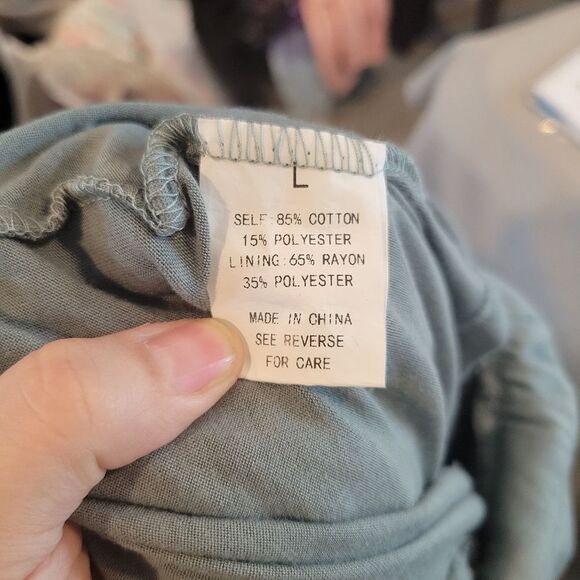 L
SELF:85% COTTON
15% POLYESTER
LINING:65% RAYON
35% POLYESTER
MADE IN CHINA
SEE REVERSE
FOR CARE